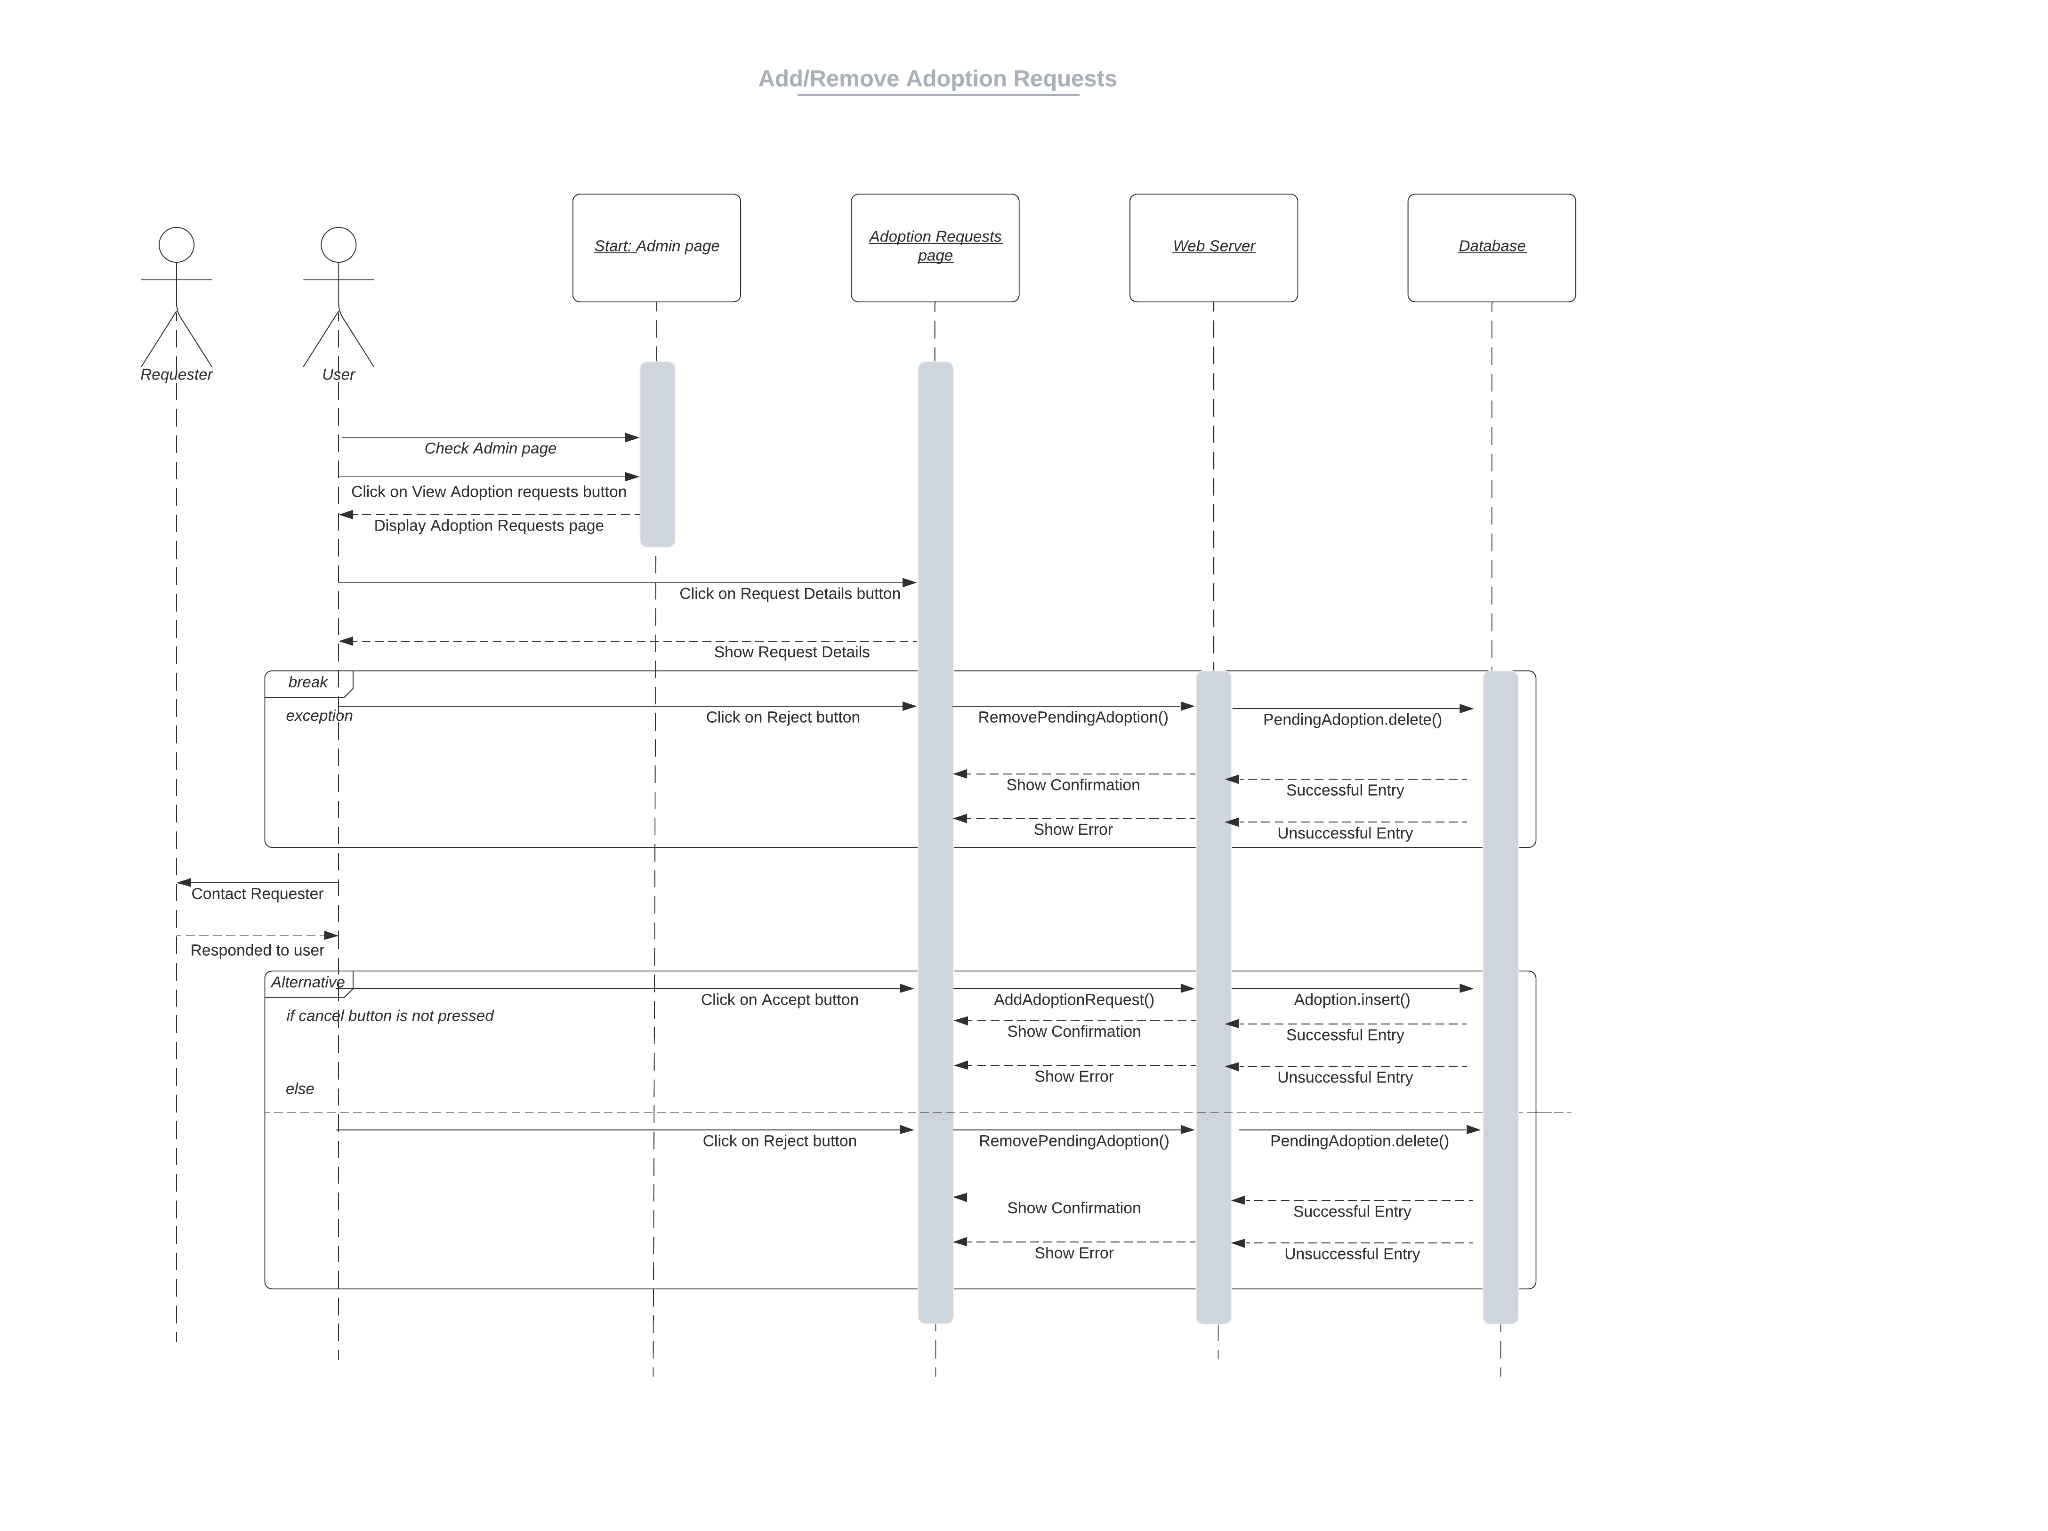 Add/Remove Adoption Requests
Requester
User
Start: Admin page
Adoption Requests
page
Web Server
Database
Check Admin page
Click on View Adoption requests button
Display Adoption Requests page
Click on Request Details button
Show Request Details
break
exception
Click on Reject button
RemovePendingAdoption()
PendingAdoption.delete()
Show Confirmation
Successful Entry
Show Error
Unsuccessful Entry
Contact Requester
Responded to user
Alternative
if cancel button is not pressed
Click on Accept button
AddAdoptionRequest()
Adoption.insert()
Show Confirmation
Successful Entry
Show Error
Unsuccessful Entry
else
Click on Reject button
RemovePendingAdoption()
PendingAdoption.delete()
Show Confirmation
Successful Entry
Show Error
Unsuccessful Entry